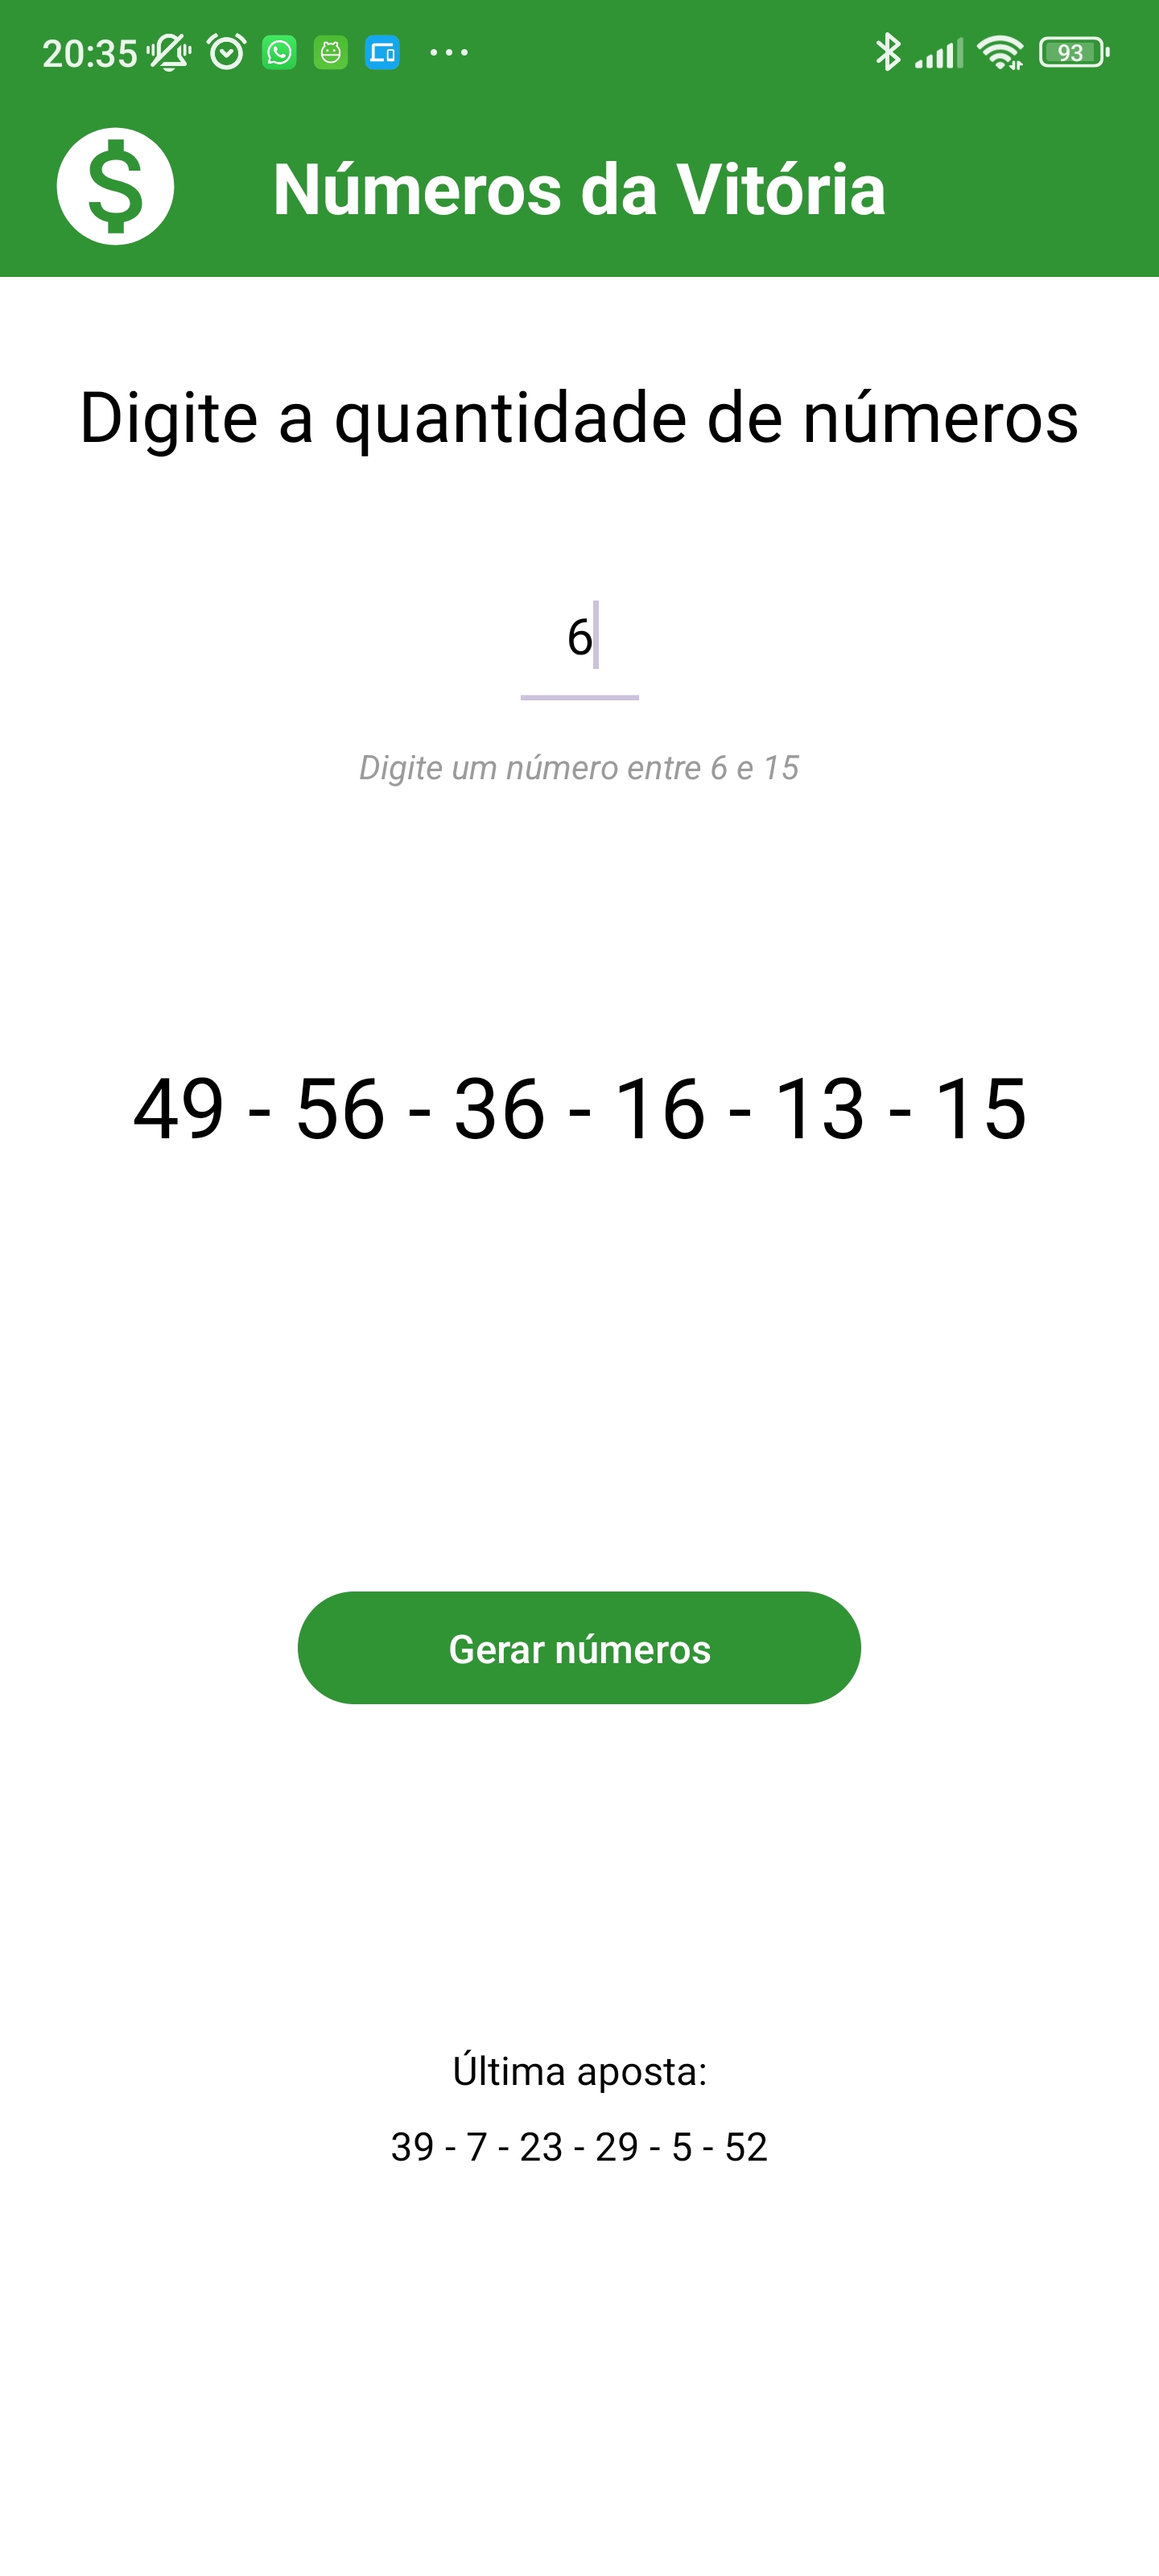 20:35
93
$ Números da Vitória
Digite a quantidade de números
6
Digite um número entre 6 e 15
49 - 56 - 36 - 16 - 13 - 15
Gerar números
Última aposta:
39 - 7 - 23 - 29 - 5 - 52